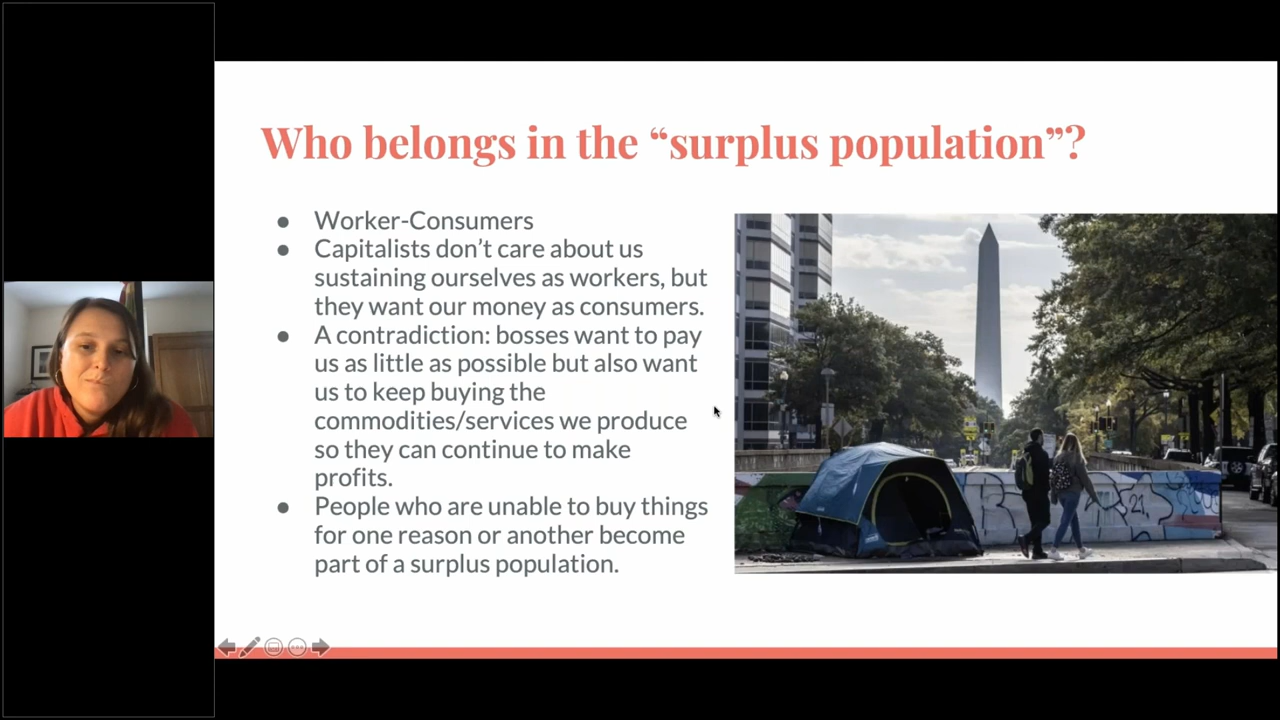 Who belongs in the “surplus population”?
● Worker-Consumers
● Capitalists don’t care about us
sustaining ourselves as workers, but
they want our money as consumers.
● A contradiction: bosses want to pay
us as little as possible but also want
us to keep buying the
commodities/services we produce
so they can continue to make
profits.
● People who are unable to buy things
for one reason or another become
part of a surplus population.
21,